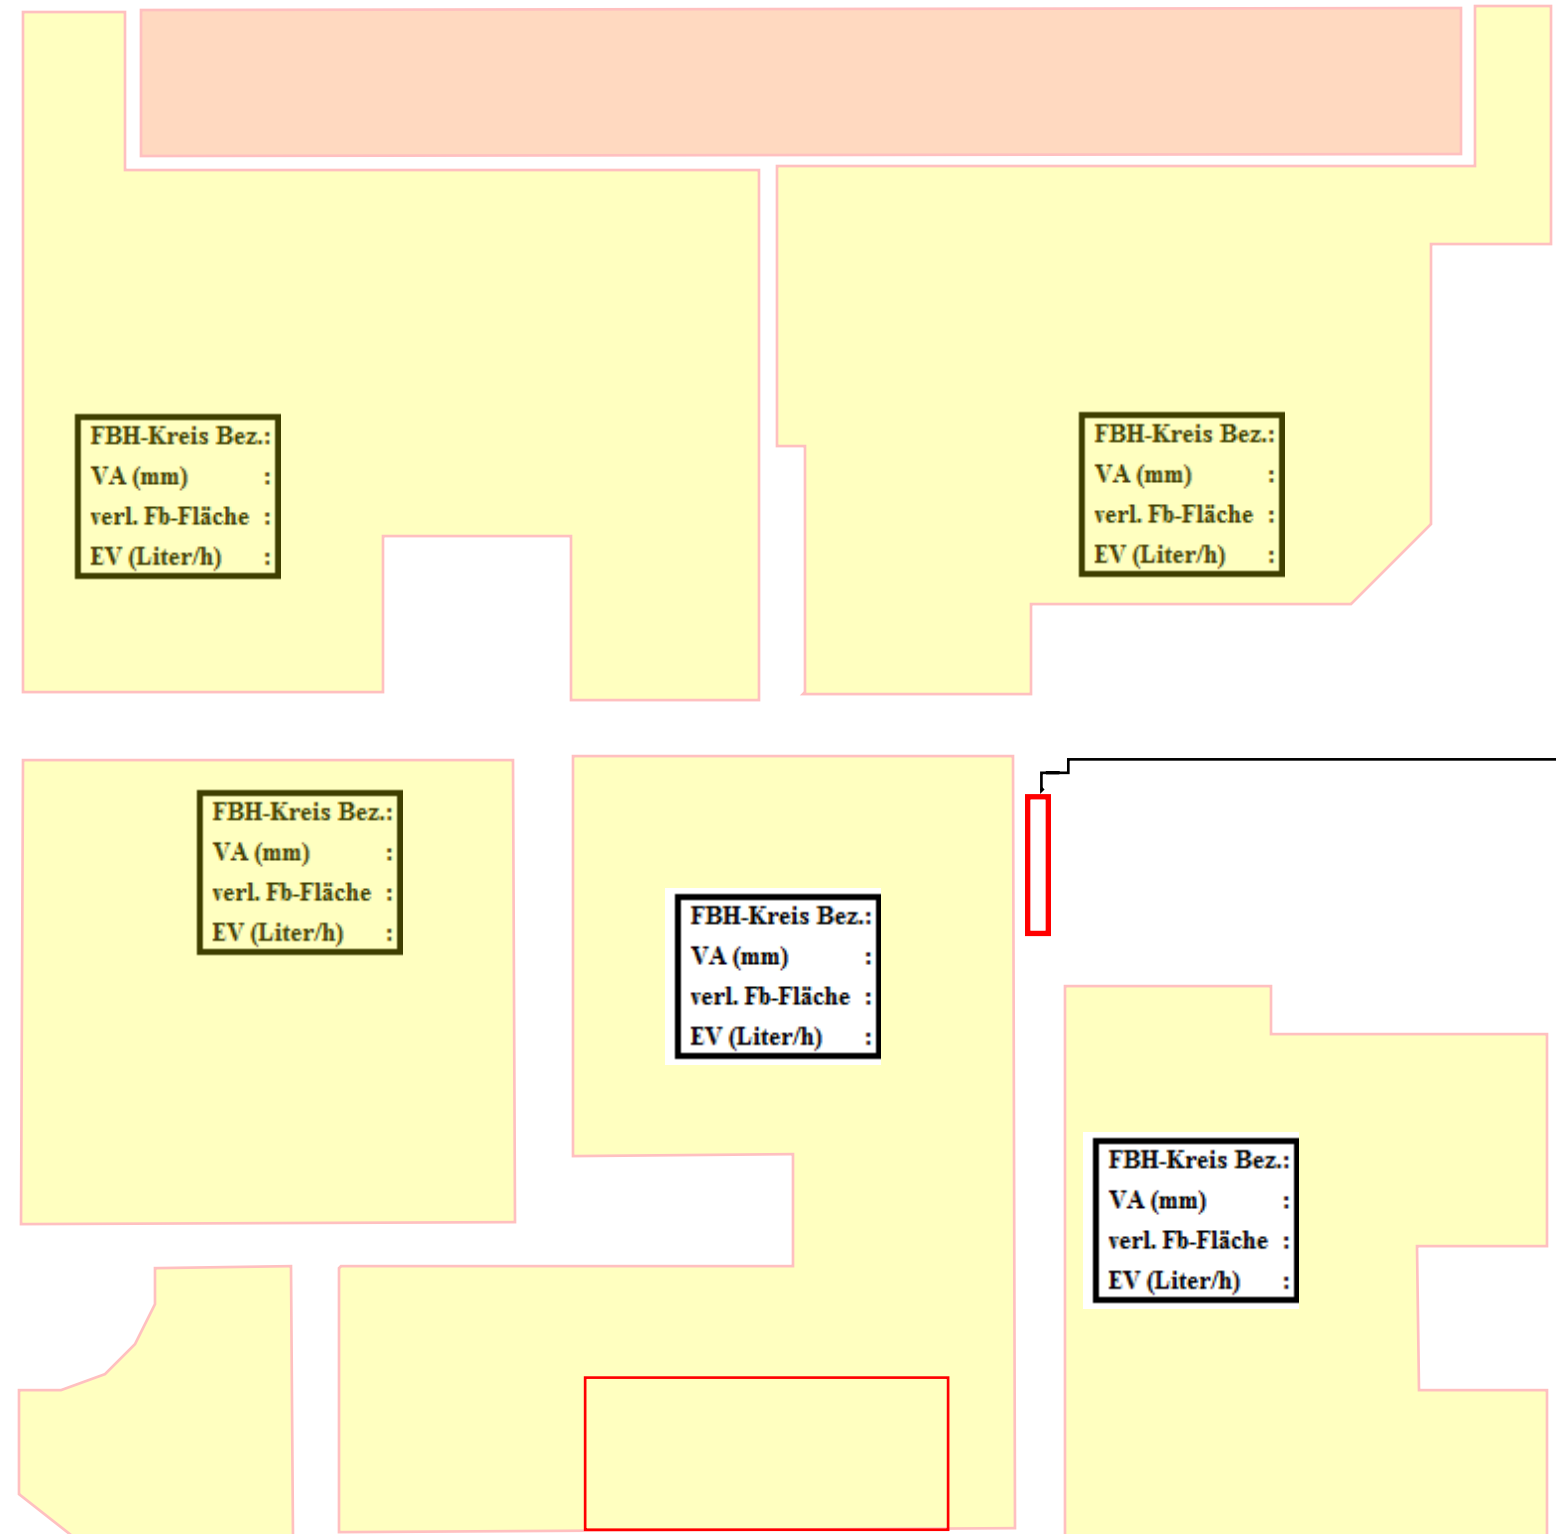 FBH-Kreis Bez.:
VA (mm) :
verl. Fb-Fläche :
EV (Liter/h) :
FBH-Kreis Bez.:
VA (mm) :
verl. Fb-Fläche :
EV (Liter/h) :
FBH-Kreis Bez.:
VA (mm) :
verl. Fb-Fläche :
EV (Liter/h) :
FBH-Kreis Bez.:
VA (mm) :
verl. Fb-Fläche :
EV (Liter/h) :
FBH-Kreis Bez.:
VA (mm) :
verl. Fb-Fläche :
EV (Liter/h) :